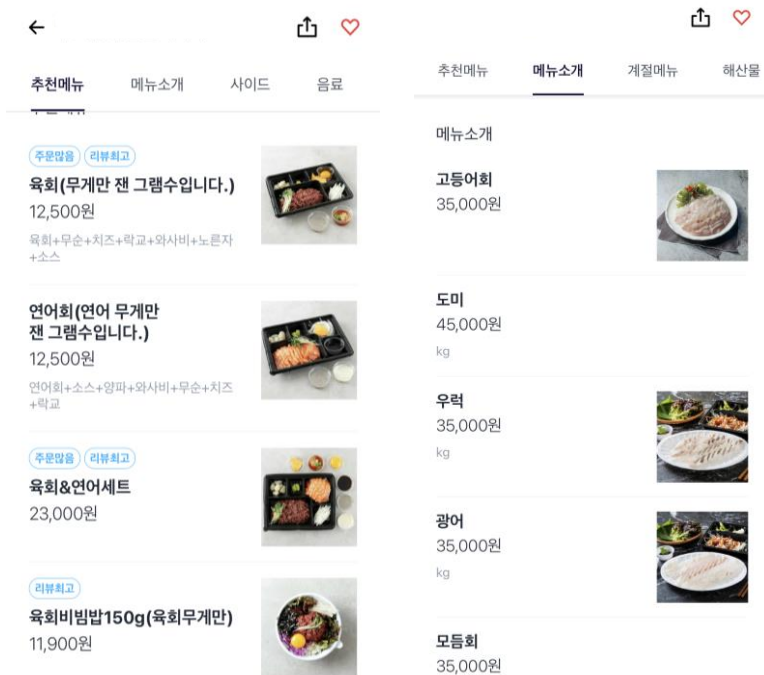 추천메뉴 메뉴소개 사이드 음료
주문많음 리뷰최고
육회(무게만 잰 그램수입니다.)
12,500원
육회+무순+치즈+락교+와사비+노른자
+소스
연어회(연어 무게만
잰 그램수입니다.)
12,500원
연어회+소스+양파+와사비+무순+치즈
+락교
주문많음 리뷰최고
육회&연어세트
23,000원
리뷰최고
육회비빔밥150g(육회무게만)
11,900원
추천메뉴 메뉴소개 계절메뉴 해산물
메뉴소개
고등어회
35,000원
도미
45,000원
kg
우럭
35,000원
kg
광어
35,000원
kg
모듬회
35,000원